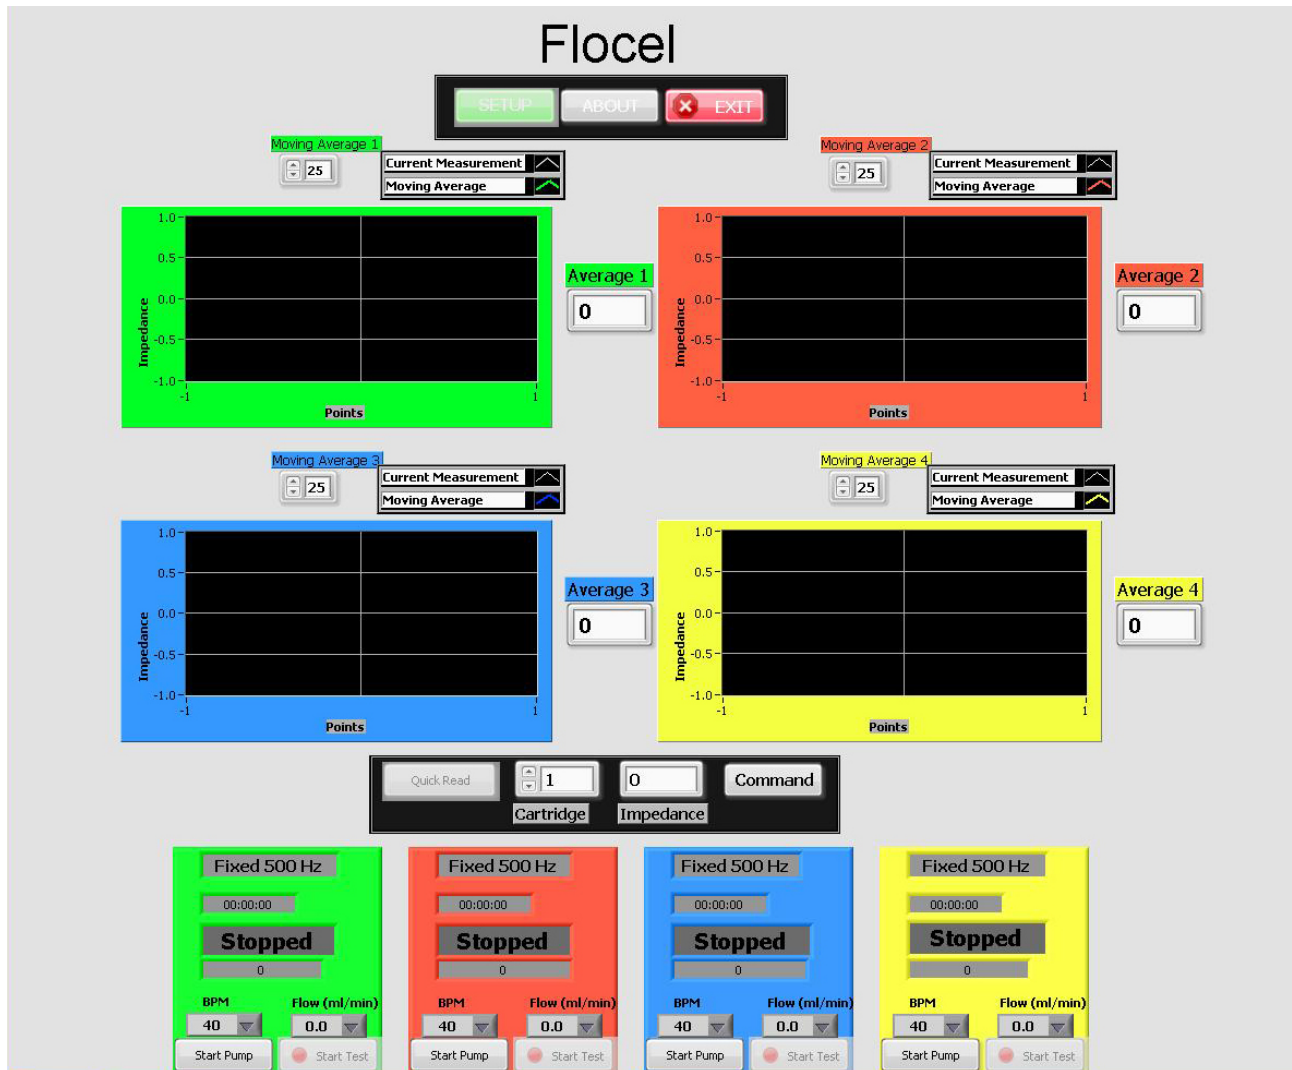 Flocel
SETUP ABOUT EXIT
Moving Average 1
25
Current Measurement
Moving Average
Moving Average 2
25
Current Measurement
Moving Average
1.0
0.5
0.0
-0.5
-1.0
Impedance
-1 1
Points
Average 1
0
1.0
0.5
0.0
-0.5
-1.0
Impedance
-1 1
Points
Average 2
0
Moving Average 3
25
Current Measurement
Moving Average
Moving Average 4
25
Current Measurement
Moving Average
1.0
0.5
0.0
-0.5
-1.0
Impedance
-1 1
Points
Average 3
0
1.0
0.5
0.0
-0.5
-1.0
Impedance
-1 1
Points
Average 4
0
Quick Read 1 0 Command
Cartridge Impedance
Fixed 500 Hz
00:00:00
Stopped
0
BPM Flow (ml/min)
40 0.0
Start Pump Start Test
Fixed 500 Hz
00:00:00
Stopped
0
BPM Flow (ml/min)
40 0.0
Start Pump Start Test
Fixed 500 Hz
00:00:00
Stopped
0
BPM Flow (ml/min)
40 0.0
Start Pump Start Test
Fixed 500 Hz
00:00:00
Stopped
0
BPM Flow (ml/min)
40 0.0
Start Pump Start Test